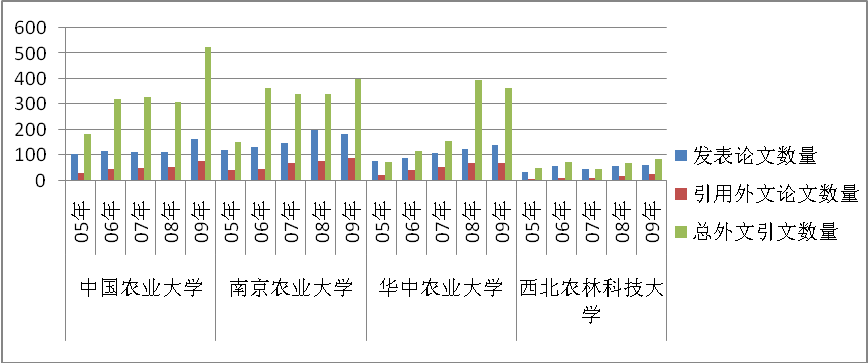 600
500
400
300
200
100
0
05年 06年 07年 08年 09年 05年 06年 07年 08年 09年 05年 06年 07年 08年 09年 05年 06年 07年 08年 09年
中国农业大学 南京农业大学 华中农业大学 西北农林科技大
学
发表论文数量
引用外文论文数量
总外文引文数量